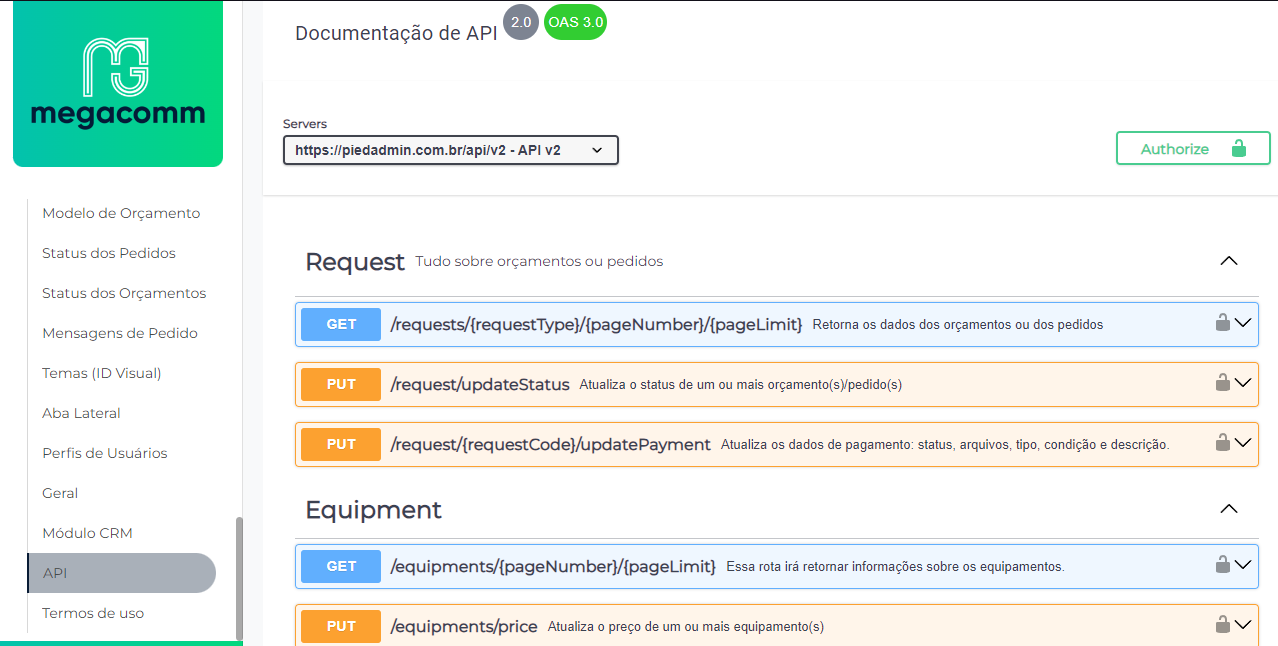 megacomm
Modelo de Orçamento
Status dos Pedidos
Status dos Orçamentos
Mensagens de Pedido
Temas (ID Visual)
Aba Lateral
Perfis de Usuários
Geral
Módulo CRM
API
Termos de uso
Documentação de API 2.0 OAS 3.0
Servers
https://piedadmin.com.br/api/v2 - API v2
Authorize
Request Tudo sobre orçamentos ou pedidos
GET /requests/{requestType}/{pageNumber}/{pageLimit} Retorna os dados dos orçamentos ou dos pedidos
PUT /request/updateStatus Atualiza o status de um ou mais orçamento(s)/pedido(s)
PUT /request/{requestCode}/updatePayment Atualiza os dados de pagamento: status, arquivos, tipo, condição e descrição.
Equipment
GET /equipments/{pageNumber}/{pageLimit} Essa rota irá retornar informações sobre os equipamentos.
PUT /equipments/price Atualiza o preço de um ou mais equipamento(s)